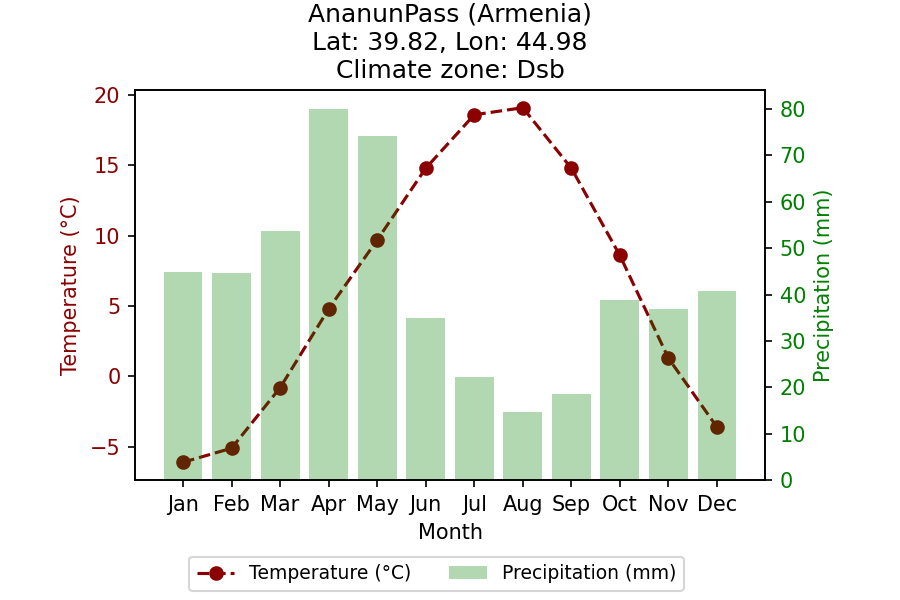 AnanunPass (Armenia)
Lat: 39.82, Lon: 44.98
Climate zone: Dsb
20
15
10
5
0
−5
Temperature (°C)
80
70
60
50
40
30
20
10
0
Precipitation (mm)
Jan Feb Mar Apr May Jun Jul Aug Sep Oct Nov Dec
Month
Temperature (°C) Precipitation (mm)